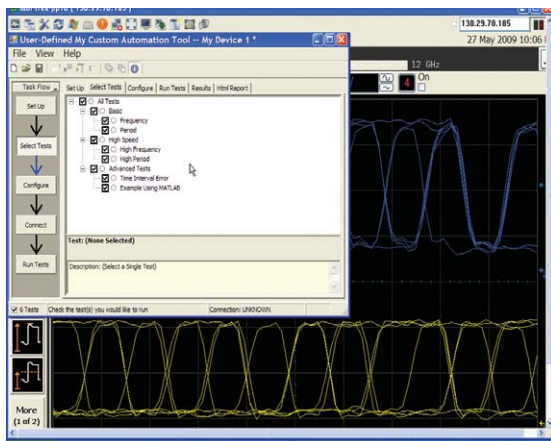 130.29.70.185
27 May 2009 10:06
User-Defined My Custom Automation Tool -- My Device 1 *
File View Help
12 GHz
4 On
Task Flow
Set Up Select Tests Configure Run Tests Results Html Report
Set Up
Select Tests
Configure
Connect
Run Tests
All Tests
Basic
Frequency
Period
High Speed
High Frequency
High Period
Advanced Tests
Time Interval Error
Example Using MATLAB
Test: (None Selected)
Description: (Select a Single Test)
6 Tests Check the test(s) you would like to run Connection: UNKNOWN
More
(1 of 2)